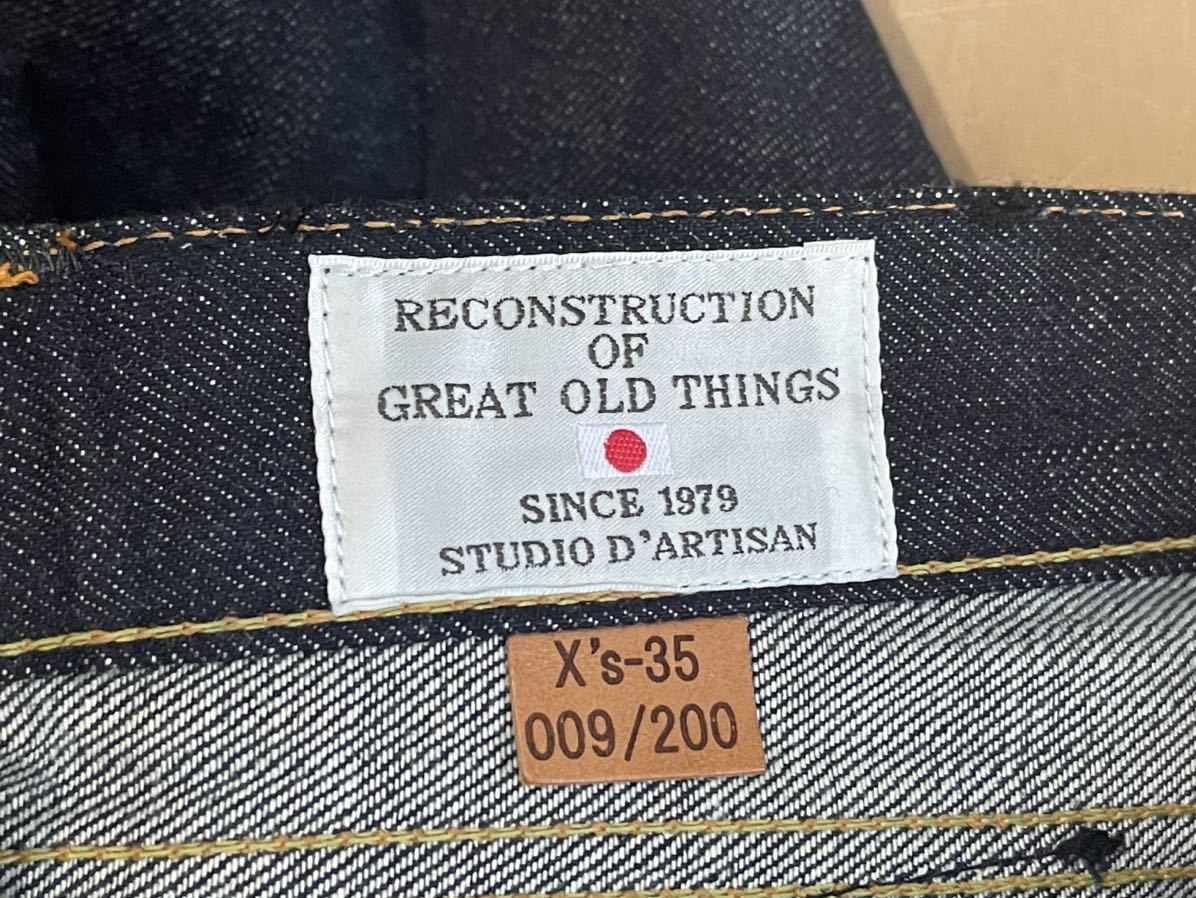 RECONSTRUCTION
OF
GREAT OLD THINGS
SINCE 1979
STUDIO D'ARTISAN
X's-35
009/200